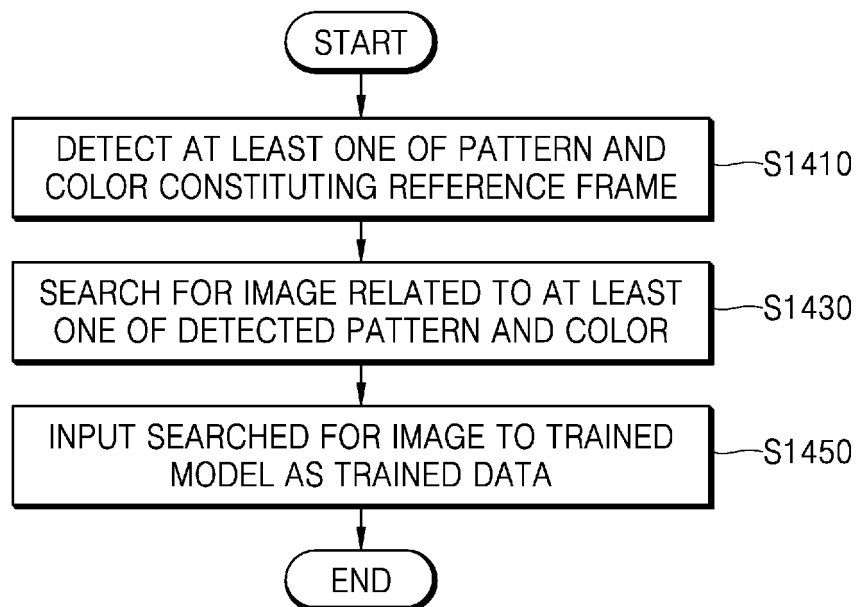 START
DETECT AT LEAST ONE OF PATTERN AND
COLOR CONSTITUTING REFERENCE FRAME
S1410
SEARCH FOR IMAGE RELATED TO AT LEAST
ONE OF DETECTED PATTERN AND COLOR
S1430
INPUT SEARCHED FOR IMAGE TO TRAINED
MODEL AS TRAINED DATA
S1450
END